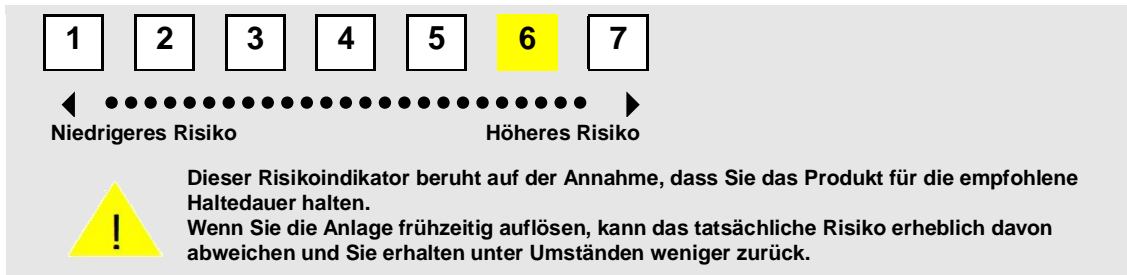 1 2 3 4 5 6 7
Niedrigeres Risiko Höheres Risiko
Dieser Risikoindikator beruht auf der Annahme, dass Sie das Produkt für die empfohlene
Haltedauer halten.
!
Wenn Sie die Anlage frühzeitig auflösen, kann das tatsächliche Risiko erheblich davon
abweichen und Sie erhalten unter Umständen weniger zurück.